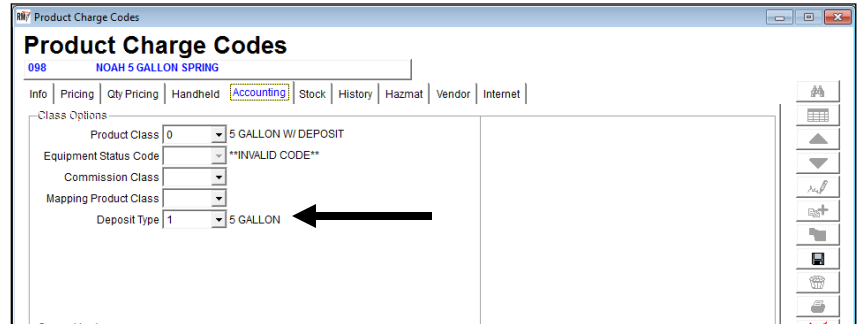 RM Product Charge Codes
Product Charge Codes
098 NOAH 5 GALLON SPRING
Info Pricing Qty Pricing Handheld Accounting Stock History Hazmat Vendor Internet
Class Options
Product Class 0 5 GALLON W/ DEPOSIT
Equipment Status Code **INVALID CODE**
Commission Class
Mapping Product Class
Deposit Type 1 5 GALLON